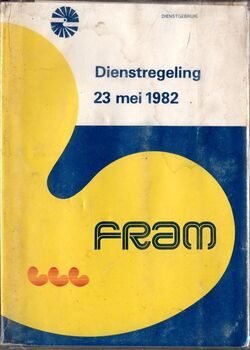 DIENSTGEBRUIK
Dienstregeling
23 mei 1982
FRAM